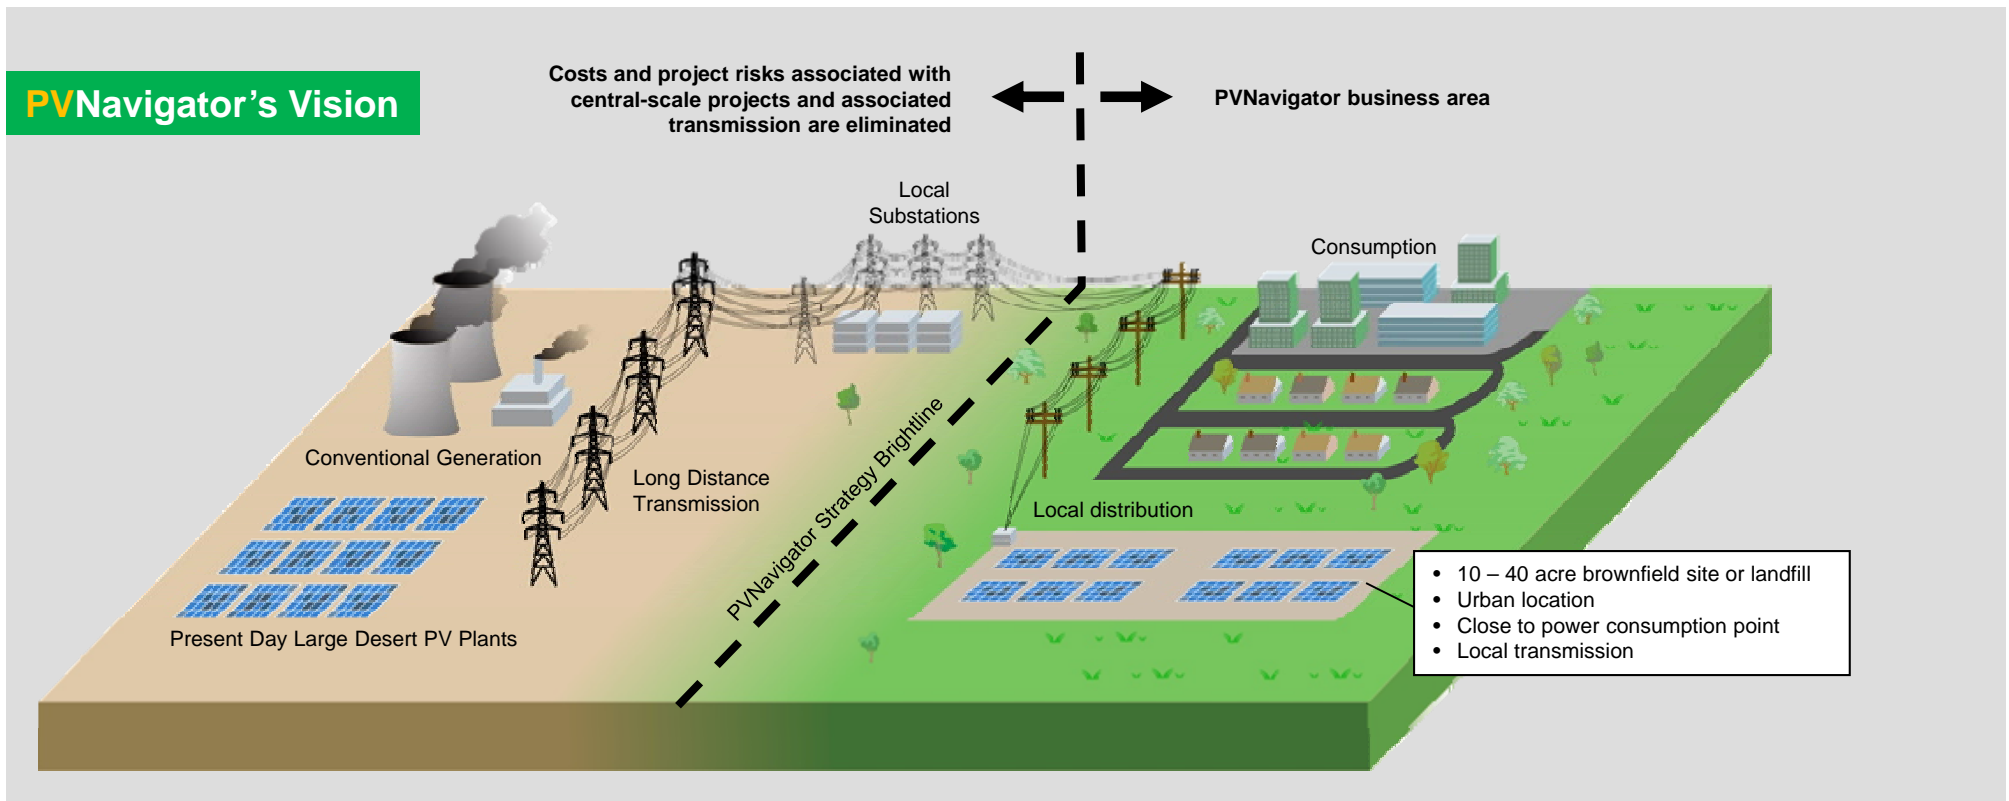 PVNavigator’s Vision
Costs and project risks associated with
central-scale projects and associated
transmission are eliminated
PVNavigator business area
Local
Substations
Consumption
Conventional Generation
Long Distance
Transmission
PVNavigator Strategy Brightline
Local distribution
Present Day Large Desert PV Plants
• 10 – 40 acre brownfield site or landfill
• Urban location
• Close to power consumption point
• Local transmission